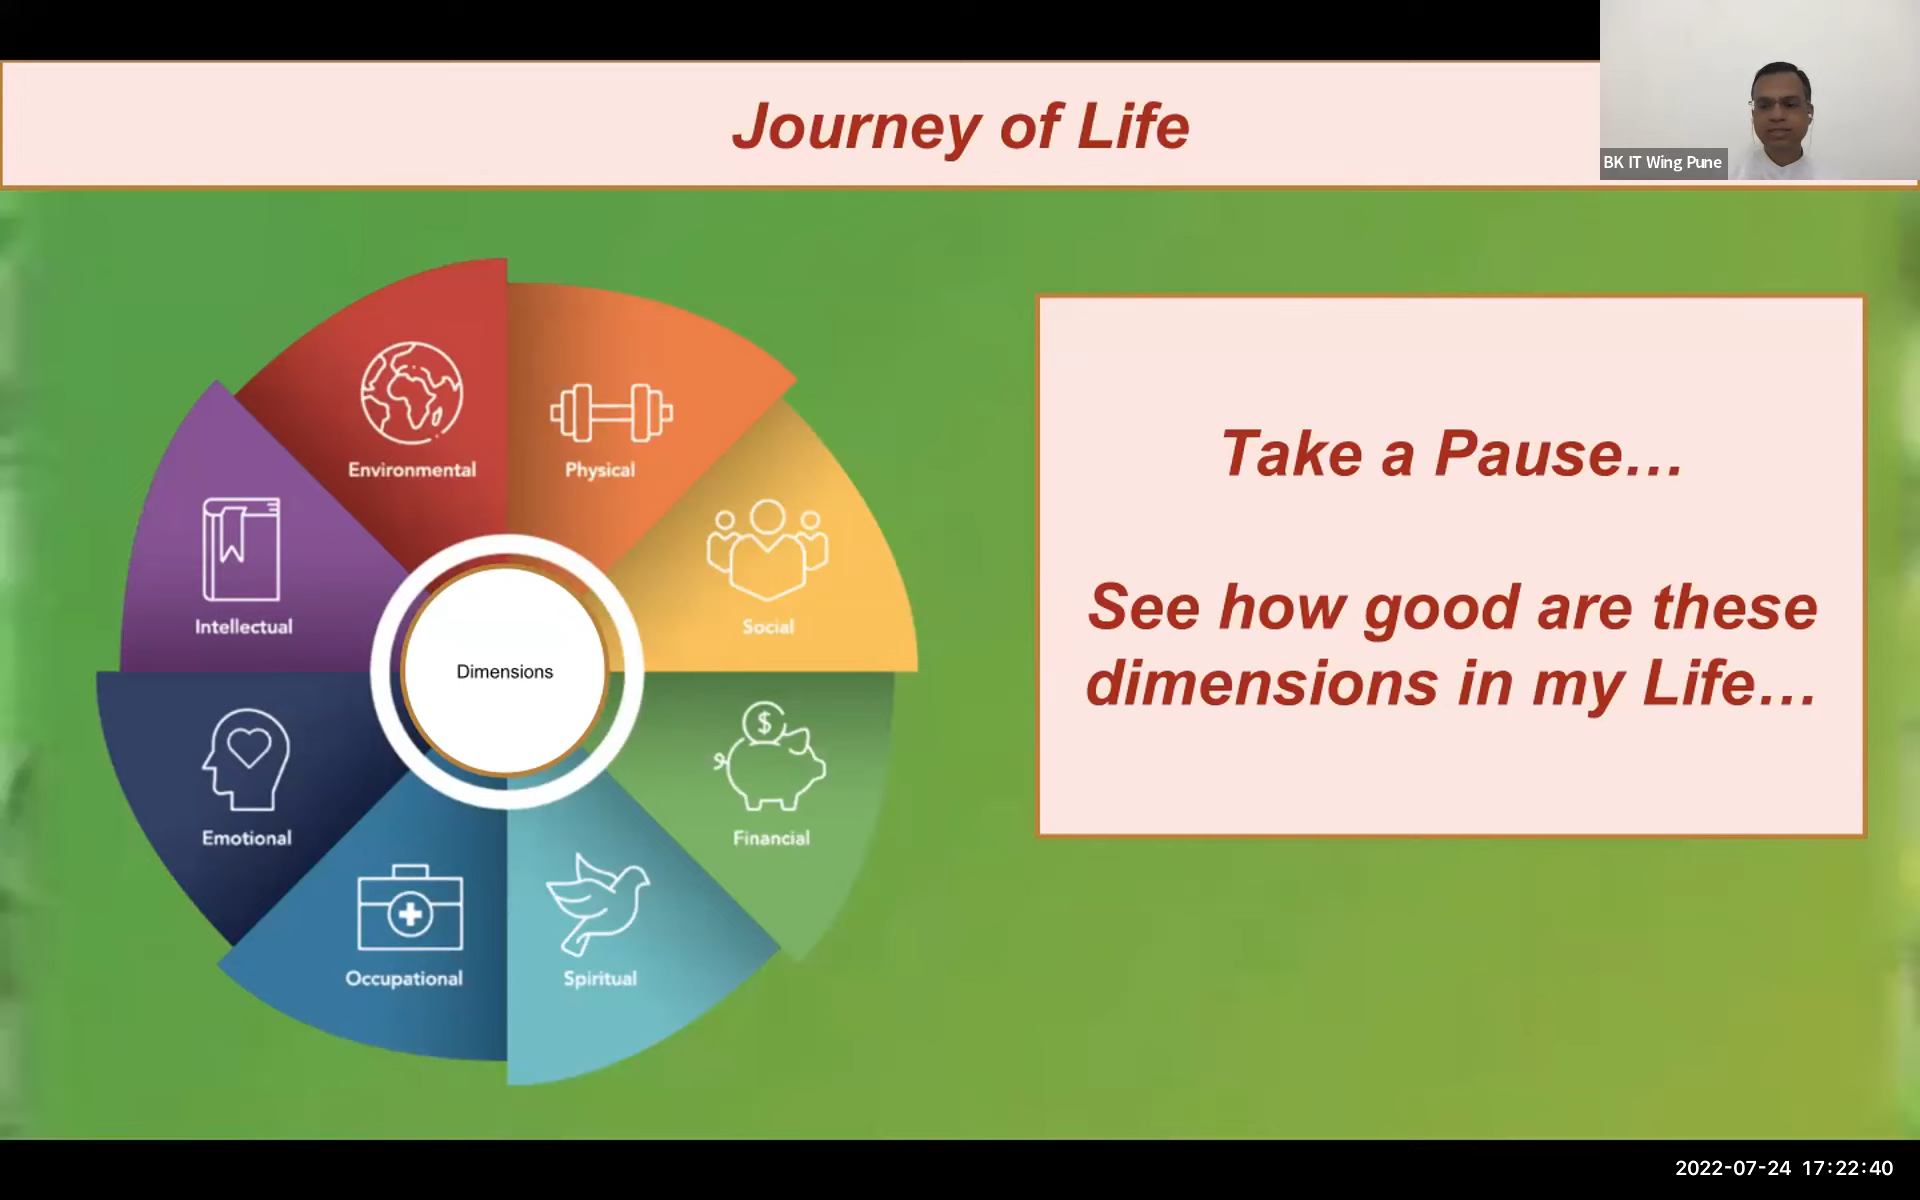 Journey of Life
BK IT Wing Pune
Environmental
Physical
Intellectual
Social
Dimensions
Emotional
$
Financial
Occupational
Spiritual
Take a Pause...
See how good are these
dimensions in my Life...
2022-07-24 17:22:40